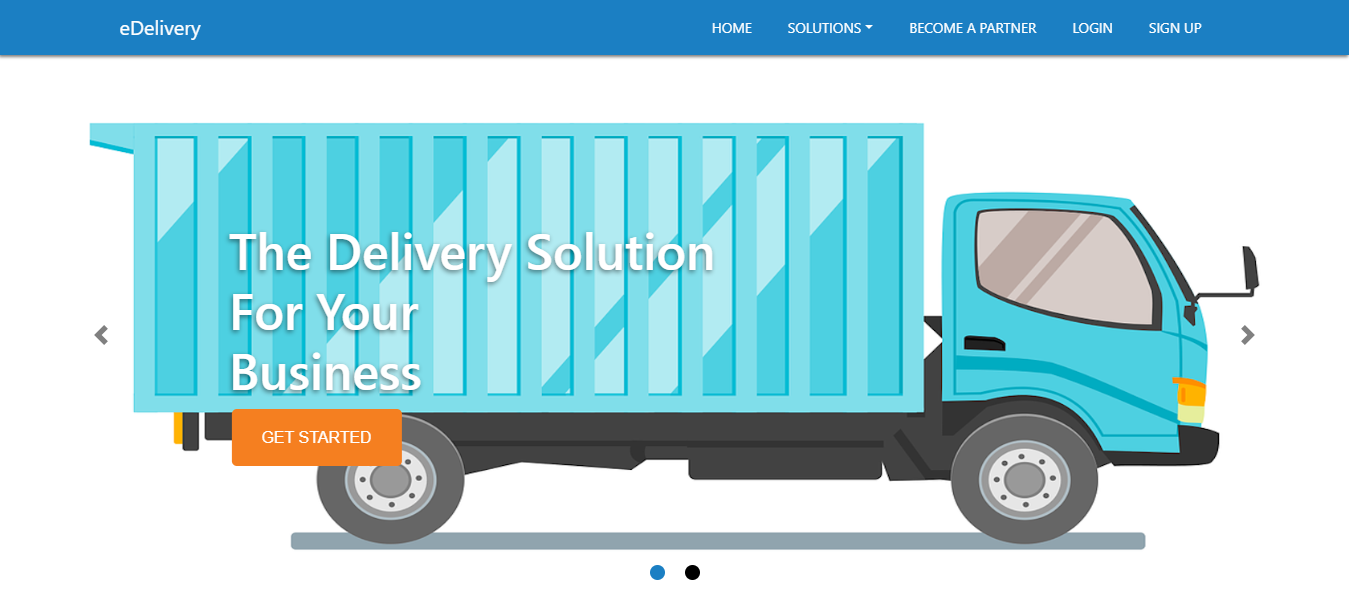 eDelivery
HOME
SOLUTIONS
BECOME A PARTNER
LOGIN
SIGN UP
The Delivery Solution
For Your
Business
GET STARTED